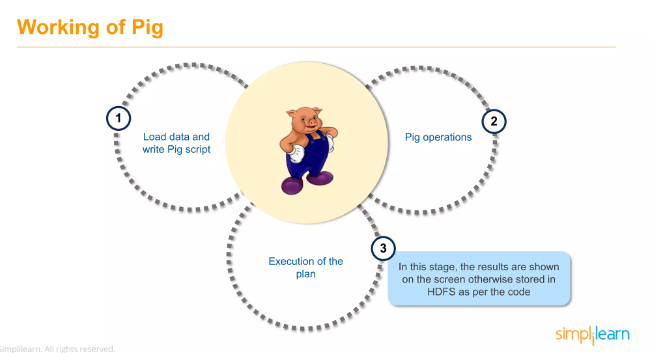 Working of Pig
1
Load data and
write Pig script
2
Pig operations
3
Execution of the
plan
In this stage, the results are shown
on the screen otherwise stored in
HDFS as per the code
simplilearn
Simplilearn. All rights reserved.